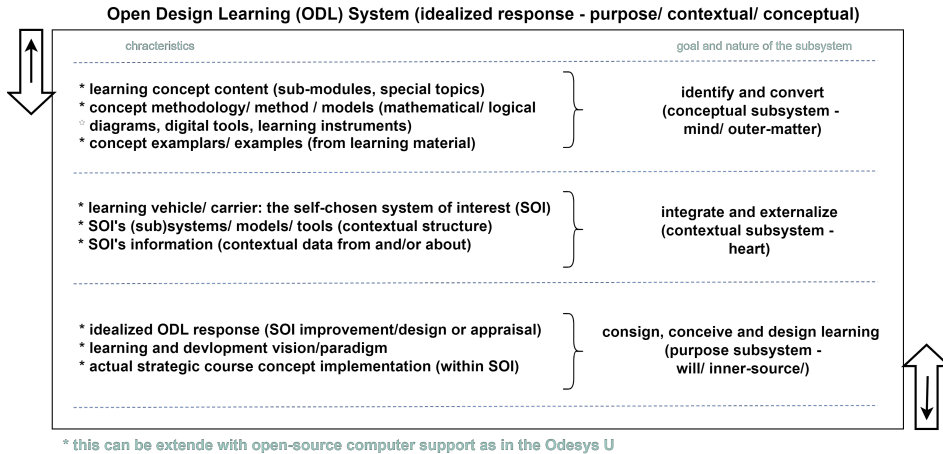 Open Design Learning (ODL) System (idealized response - purpose/ contextual/ conceptual)
chracteristics
goal and nature of the subsystem
* learning concept content (sub-modules, special topics)
* concept methodology/ method / models (mathematical/ logical
* diagrams, digital tools, learning instruments)
* concept examplars/ examples (from learning material)
identify and convert
(conceptual subsystem -
mind/ outer-matter)
* learning vehicle/ carrier: the self-chosen system of interest (SOI)
* SOI's (sub)systems/ models/ tools (contextual structure)
* SOI's information (contextual data from and/or about)
integrate and externalize
(contextual subsystem -
heart)
* idealized ODL response (SOI improvement/design or appraisal)
* learning and devlopment vision/paradigm
* actual strategic course concept implementation (within SOI)
consign, conceive and design learning
(purpose subsystem -
will/ inner-source/)
* this can be extende with open-source computer support as in the Odesys U